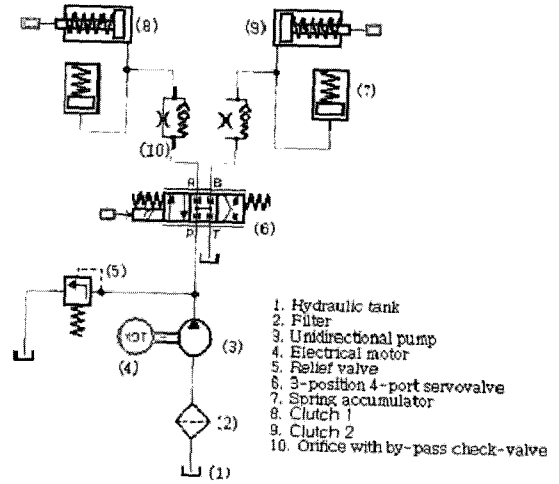 (8)
(9)
(7)
(10)
A B
(6)
P T
(5)
MOT
(3)
(4)
(2)
(1)
1. Hydraulic tank
2. Filter
3. Unidirectional pump
4. Electrical motor
5. Relief valve
6. 3-position 4-port servovalve
7. Spring accumulator
8. Clutch 1
9. Clutch 2
10. Orifice with by-pass check-valve